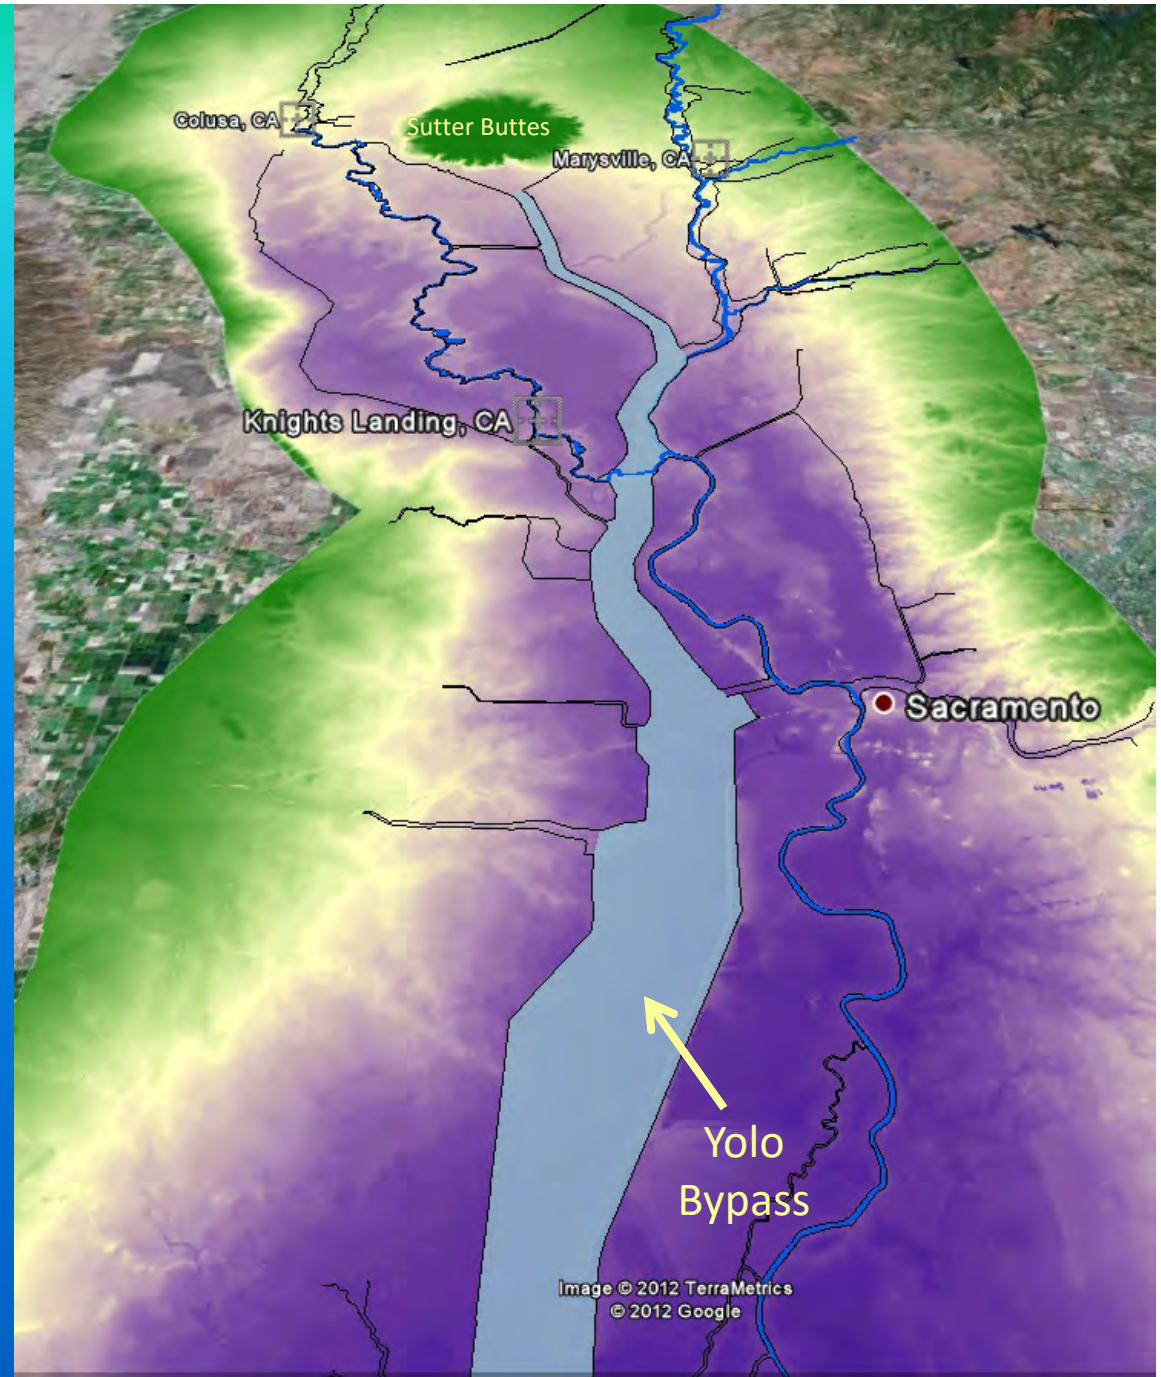 Colusa, CA
Sutter Buttes
Marysville, CA
Knights Landing, CA
Sacramento
Yolo
Bypass
Image © 2012 TerraMetrics
© 2012 Google